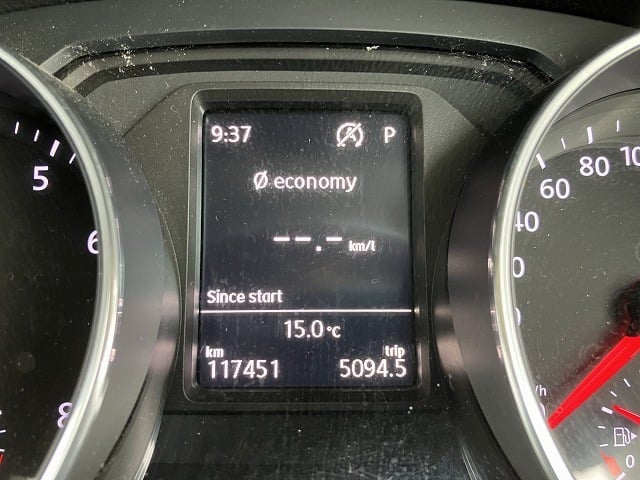 9:37 P
Ø economy
--.- km/l
Since start
15.0 °C
km trip
117451 5094.5
5
6
8
40
60
80
0